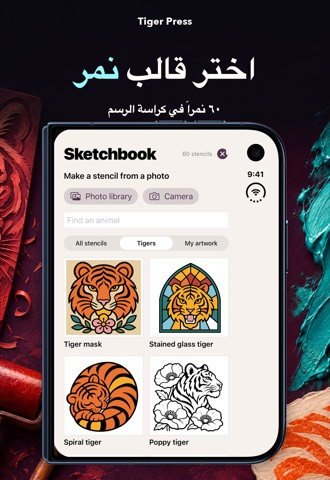 Tiger Press
اختر قالب نمر
٦٠ نمراً في كراسة الرسم
Sketchbook
60 stencils
9:41
Make a stencil from a photo
Photo library
Camera
Find an animal
All stencils
Tigers
My artwork
Tiger mask
Stained glass tiger
Spiral tiger
Poppy tiger